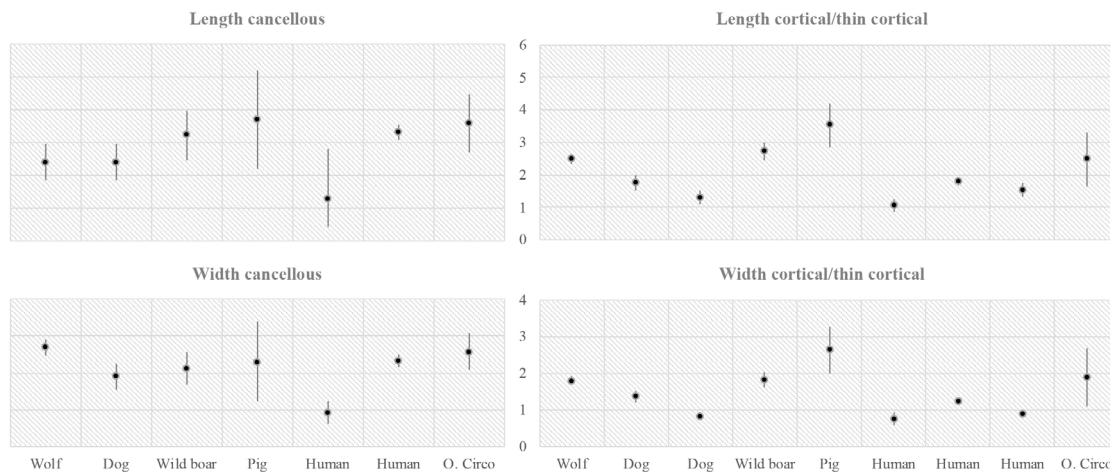 Length cancellous
Length cortical/thin cortical
6
5
4
3
2
1
0
Width cancellous
Width cortical/thin cortical
4
3
2
1
0
Wolf Dog Wild boar Pig Human Human O. Circo
Wolf Dog Dog Wild boar Pig Human Human Human O. Circo